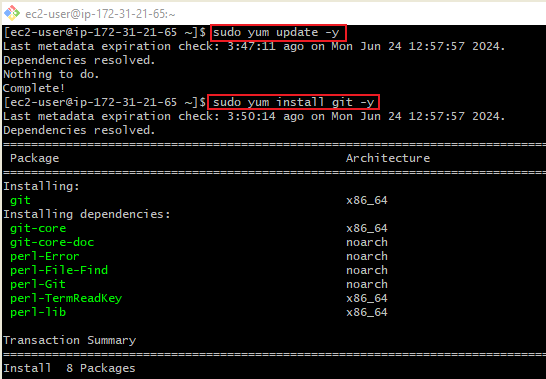 ec2-user@ip-172-31-21-65:~
[ec2-user@ip-172-31-21-65 ~]$ sudo yum update -y
Last metadata expiration check: 3:47:11 ago on Mon Jun 24 12:57:57 2024.
Dependencies resolved.
Nothing to do.
Complete!
[ec2-user@ip-172-31-21-65 ~]$ sudo yum install git -y
Last metadata expiration check: 3:50:14 ago on Mon Jun 24 12:57:57 2024.
Dependencies resolved.
================================================================================
Package Architecture
================================================================================
Installing:
git x86_64
Installing dependencies:
git-core x86_64
git-core-doc noarch
perl-Error noarch
perl-File-Find noarch
perl-Git noarch
perl-TermReadKey x86_64
perl-lib x86_64
Transaction Summary
================================================================================
Install 8 Packages